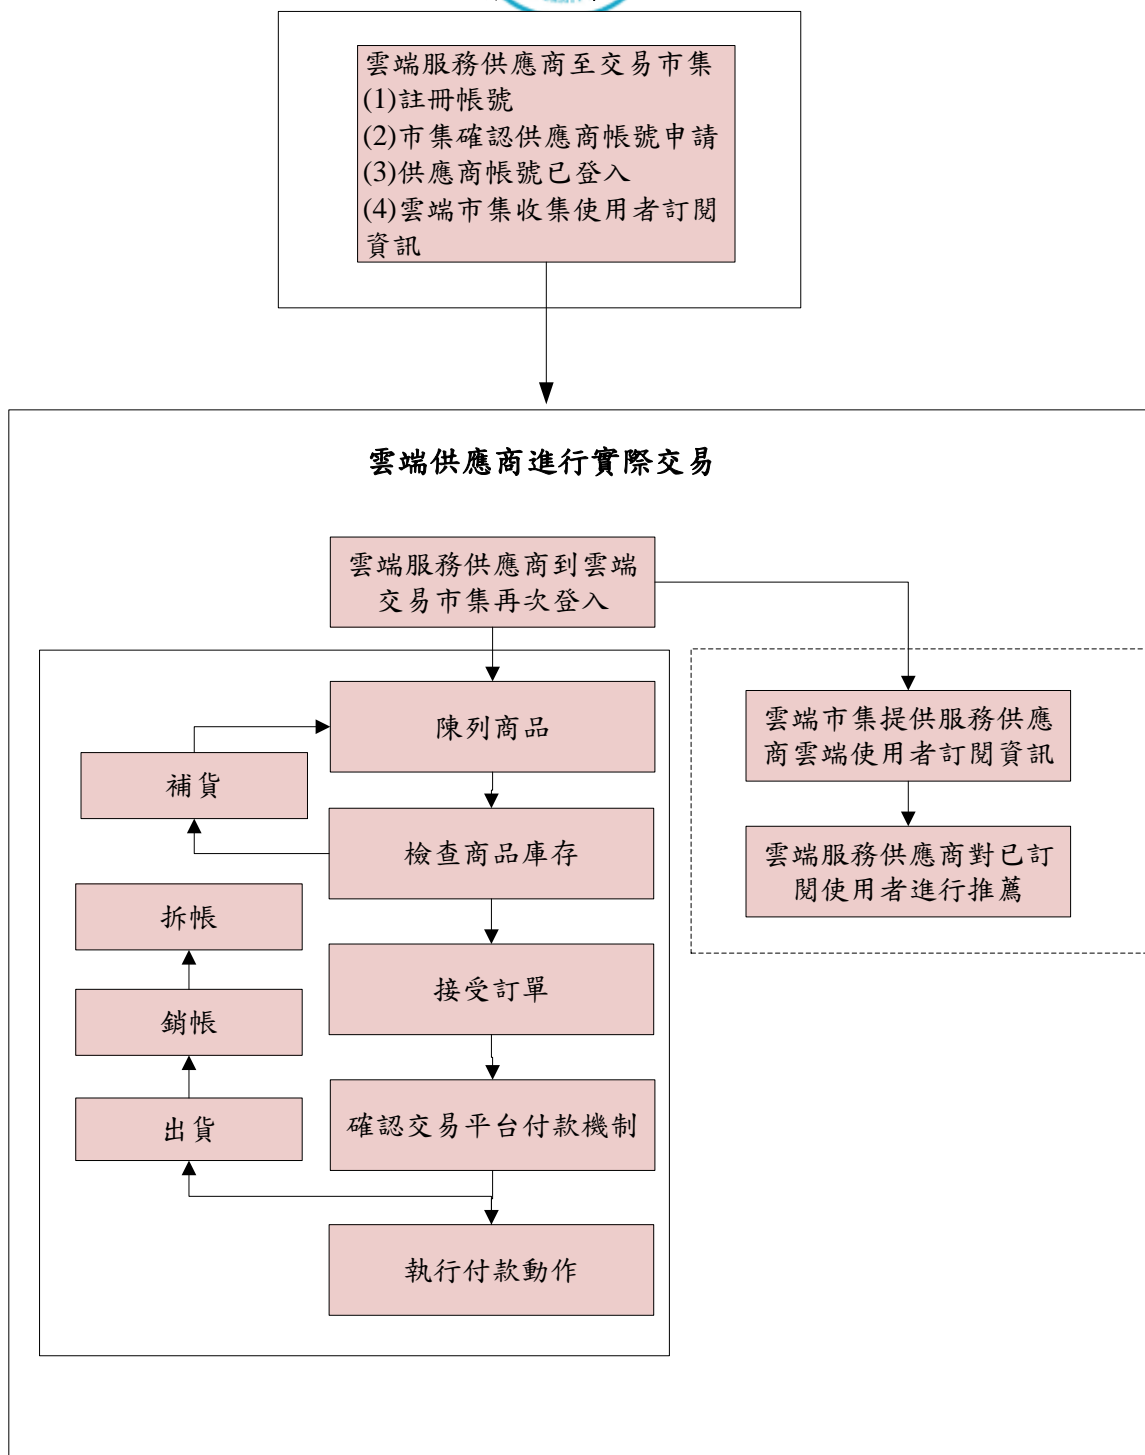 雲端服務供應商至交易市集
(1)註冊帳號
(2)市集確認供應商帳號申請
(3)供應商帳號已登入
(4)雲端市集收集使用者訂閱
資訊
雲端供應商進行實際交易
雲端服務供應商到雲端
交易市集再次登入
陳列商品
雲端市集提供服務供應
商雲端使用者訂閱資訊
補貨
檢查商品庫存
雲端服務供應商對已訂
閱使用者進行推薦
拆帳
接受訂單
銷帳
出貨
確認交易平台付款機制
執行付款動作